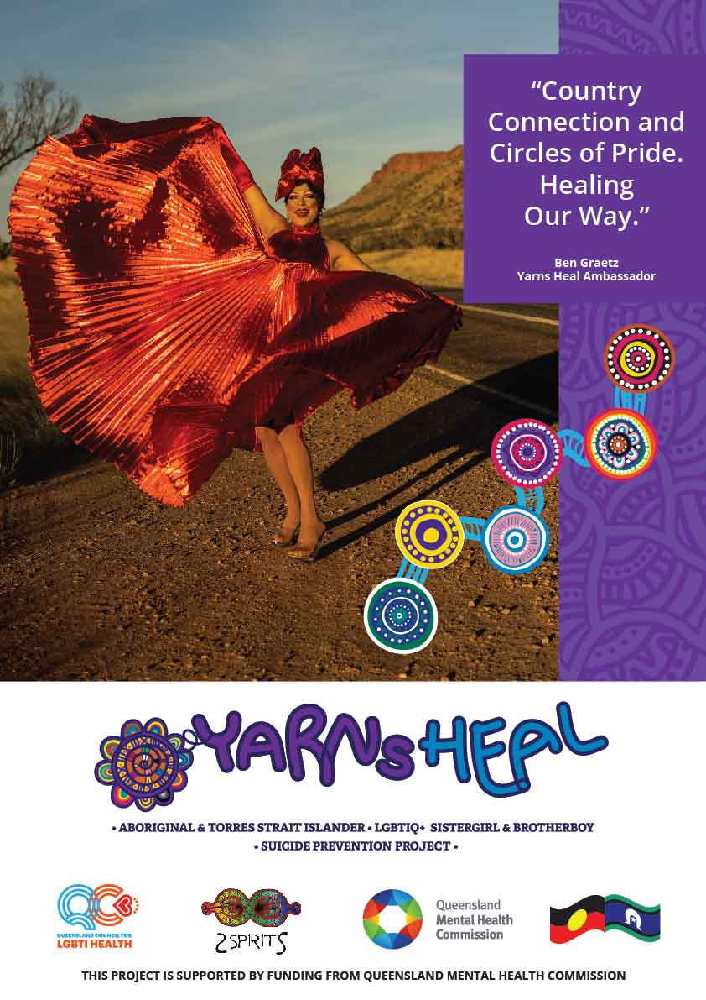 “Country
Connection and
Circles of Pride.
Healing
Our Way.”
Ben Graetz
Yarns Heal Ambassador
YARNs HEAL
• ABORIGINAL & TORRES STRAIT ISLANDER • LGBTIQ+ SISTERGIRL & BROTHERBOY
• SUICIDE PREVENTION PROJECT •
QC
QUEENSLAND COUNCIL FOR
LGBTI HEALTH
2 SPIRITS
Queensland
Mental Health
Commission
THIS PROJECT IS SUPPORTED BY FUNDING FROM QUEENSLAND MENTAL HEALTH COMMISSION